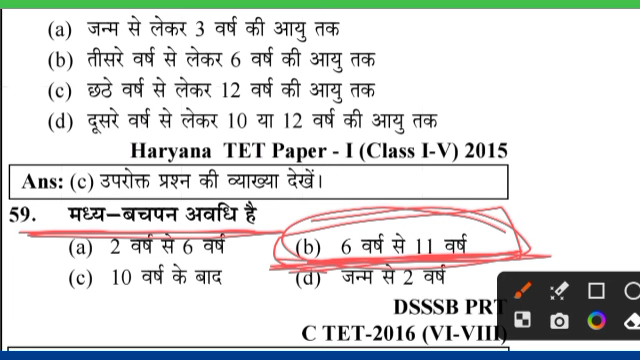 (a) जन्म से लेकर 3 वर्ष की आयु तक
(b) तीसरे वर्ष से लेकर 6 वर्ष की आयु तक
(c) छठे वर्ष से लेकर 12 वर्ष की आयु तक
(d) दूसरे वर्ष से लेकर 10 या 12 वर्ष की आयु तक
Haryana TET Paper - I (Class I-V) 2015
Ans: (c) उपरोक्त प्रश्न की व्याख्या देखें।
59. मध्य–बचपन अवधि है
(a) 2 वर्ष से 6 वर्ष (b) 6 वर्ष से 11 वर्ष
(c) 10 वर्ष के बाद (d) जन्म से 2 वर्ष
DSSSB PRT
C TET-2016 (VI-VIII)